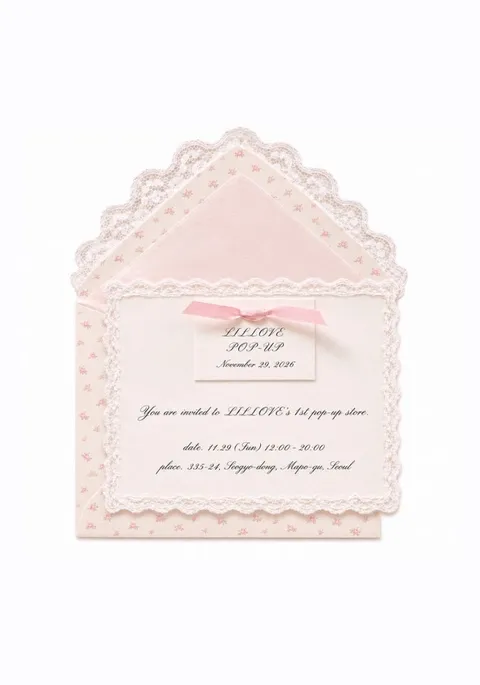 LILLOVE
POP-UP
November 29, 2026
You are invited to LILLOVE's 1st pop-up store.
date. 11.29 (Sun) 12:00 - 20:00
place. 335-24, Seogyo-dong, Mapo-gu, Seoul